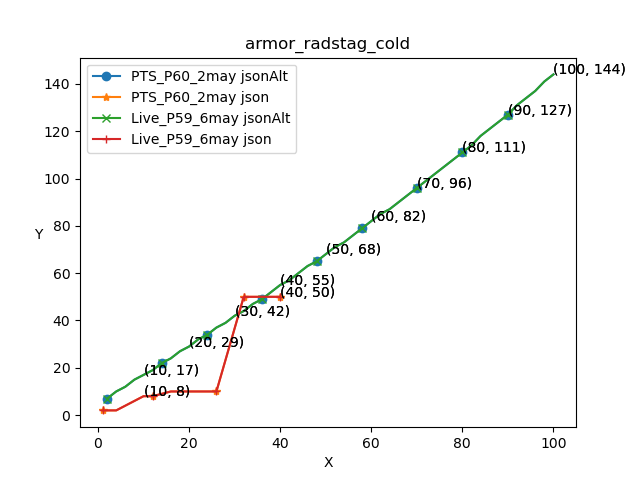 armor_radstag_cold
PTS_P60_2may jsonAlt
PTS_P60_2may json
Live_P59_6may jsonAlt
Live_P59_6may json
(100, 144)
(90, 127)
(80, 111)
(70, 96)
(60, 82)
(50, 68)
(40, 55)
(40, 50)
(30, 42)
(20, 29)
(10, 17)
(10, 8)
Y
140
120
100
80
60
40
20
0
0 20 40 60 80 100
X